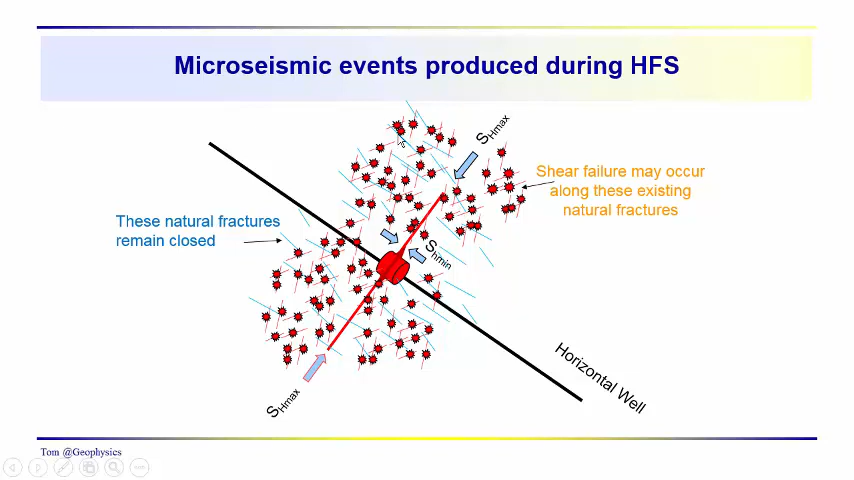 Microseismic events produced during HFS
SHmax
Shear failure may occur
along these existing
natural fractures
These natural fractures
remain closed
Shmin
Horizontal Well
SHmax
Tom @Geophysics